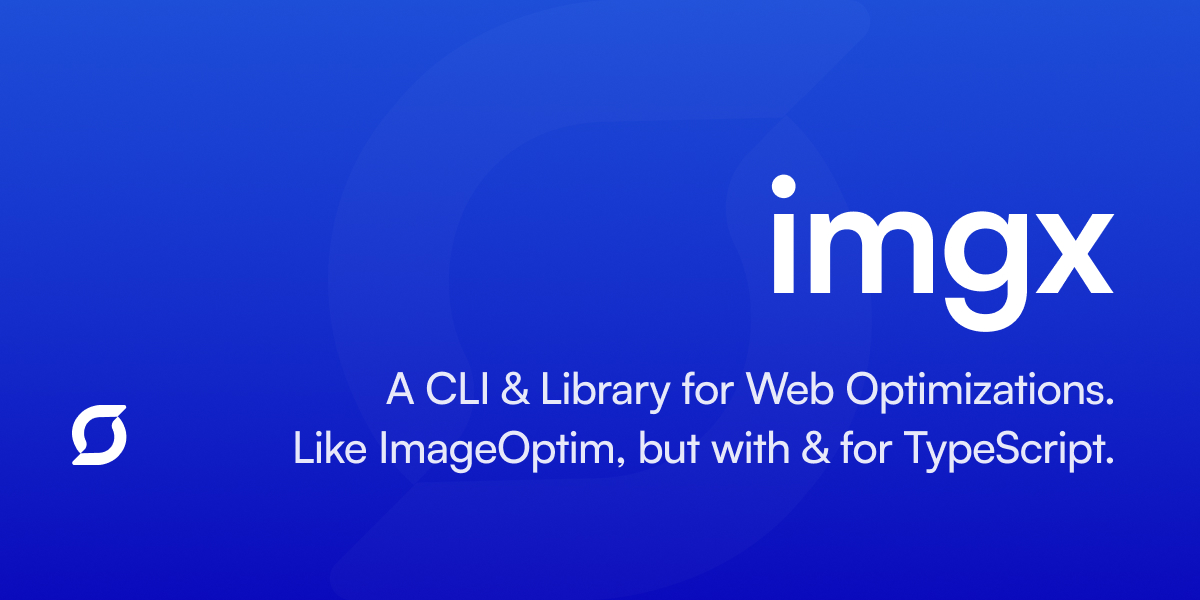 imgx
A CLI & Library for Web Optimizations.
Like ImageOptim, but with & for TypeScript.